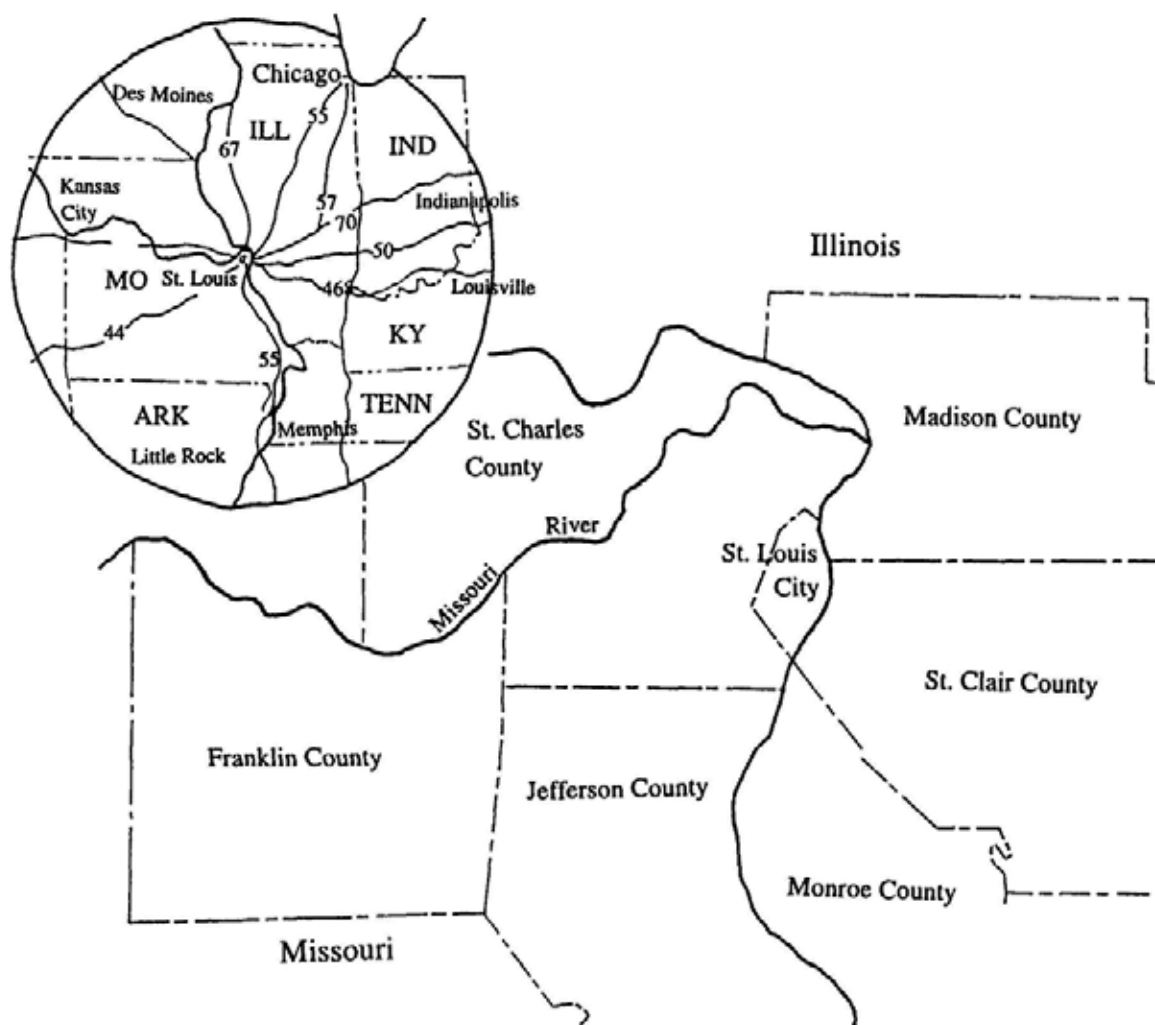 Chicago
Des Moines
55
ILL
IND
67
Kansas
City
57
Indianapolis
70
50
Illinois
MO
St. Louis
468
Louisville
44
KY
55
ARK
TENN
Memphis
Little Rock
St. Charles
County
Madison County
River
St. Louis
City
Missouri
St. Clair County
Franklin County
Jefferson County
Monroe County
Missouri